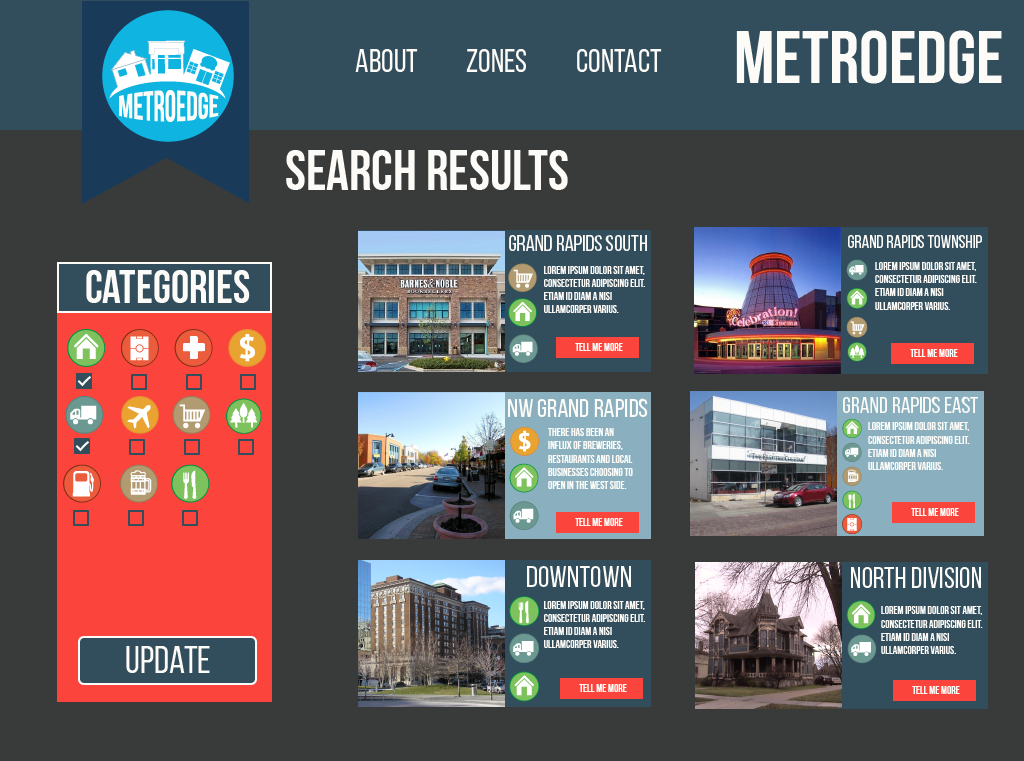 METROEDGE
ABOUT ZONES CONTACT
METROEDGE
SEARCH RESULTS
CATEGORIES
UPDATE
GRAND RAPIDS SOUTH
BARNES & NOBLE
BOOKSELLERS
LOREM IPSUM DOLOR SIT AMET,
CONSECTETUR ADIPISCING ELIT.
ETIAM ID DIAM A NISI
ULLAMCORPER VARIUS.
TELL ME MORE
GRAND RAPIDS TOWNSHIP
Celebration!
Cinema
LOREM IPSUM DOLOR SIT AMET,
CONSECTETUR ADIPISCING ELIT.
ETIAM ID DIAM A NISI
ULLAMCORPER VARIUS.
TELL ME MORE
NW GRAND RAPIDS
THERE HAS BEEN AN
INFLUX OF BREWERIES,
RESTAURANTS AND LOCAL
BUSINESSES CHOOSING TO
OPEN IN THE WEST SIDE.
TELL ME MORE
GRAND RAPIDS EAST
LOREM IPSUM DOLOR SIT AMET,
CONSECTETUR ADIPISCING ELIT.
ETIAM ID DIAM A NISI
ULLAMCORPER VARIUS.
TELL ME MORE
DOWNTOWN
LOREM IPSUM DOLOR SIT AMET,
CONSECTETUR ADIPISCING ELIT.
ETIAM ID DIAM A NISI
ULLAMCORPER VARIUS.
TELL ME MORE
NORTH DIVISION
LOREM IPSUM DOLOR SIT AMET,
CONSECTETUR ADIPISCING ELIT.
ETIAM ID DIAM A NISI
ULLAMCORPER VARIUS.
TELL ME MORE